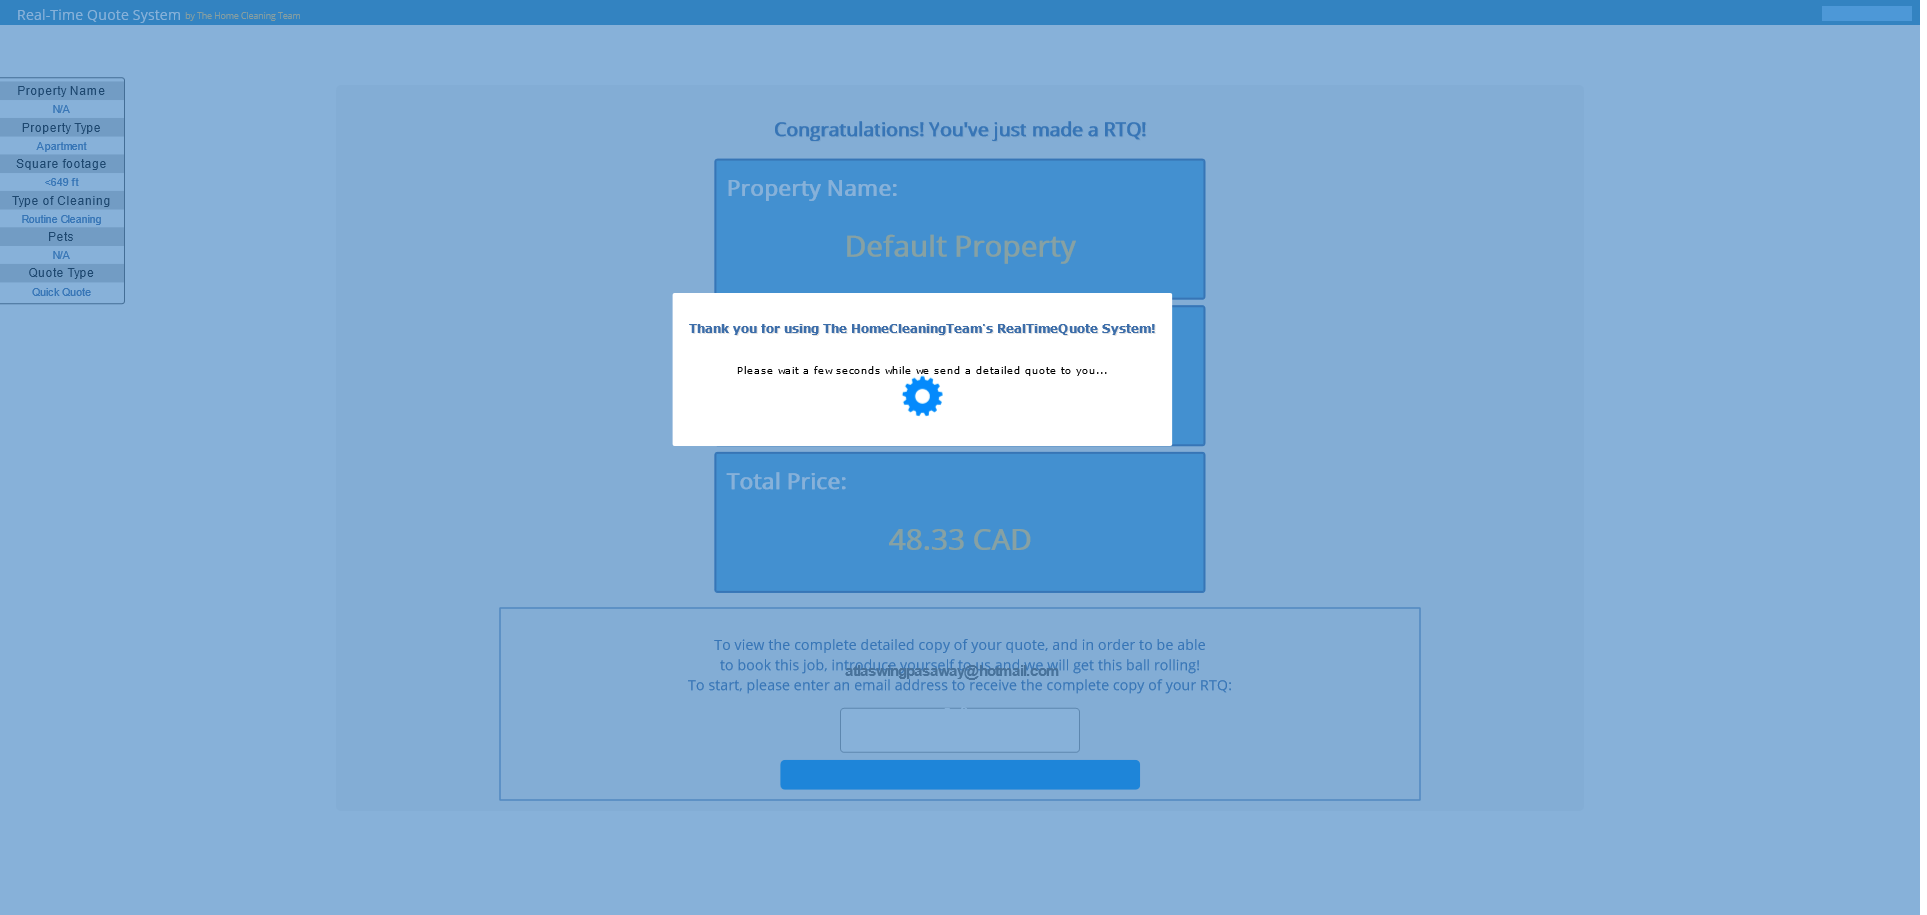 Real-Time Quote System by The Home Cleaning Team
Property Name
N/A
Property Type
Apartment
Square footage
<649 ft
Type of Cleaning
Routine Cleaning
Pets
N/A
Quote Type
Quick Quote
Congratulations! You've just made a RTQ!
Property Name:
Default Property
Thank you for using The HomeCleaningTeam's RealTimeQuote System!
Please wait a few seconds while we send a detailed quote to you...
Total Price:
48.33 CAD
To view the complete detailed copy of your quote, and in order to be able
to book this job, introduce yourself to us and we will get this ball rolling!
atlaswingpasaway@hotmail.com
To start, please enter an email address to receive the complete copy of your RTQ: